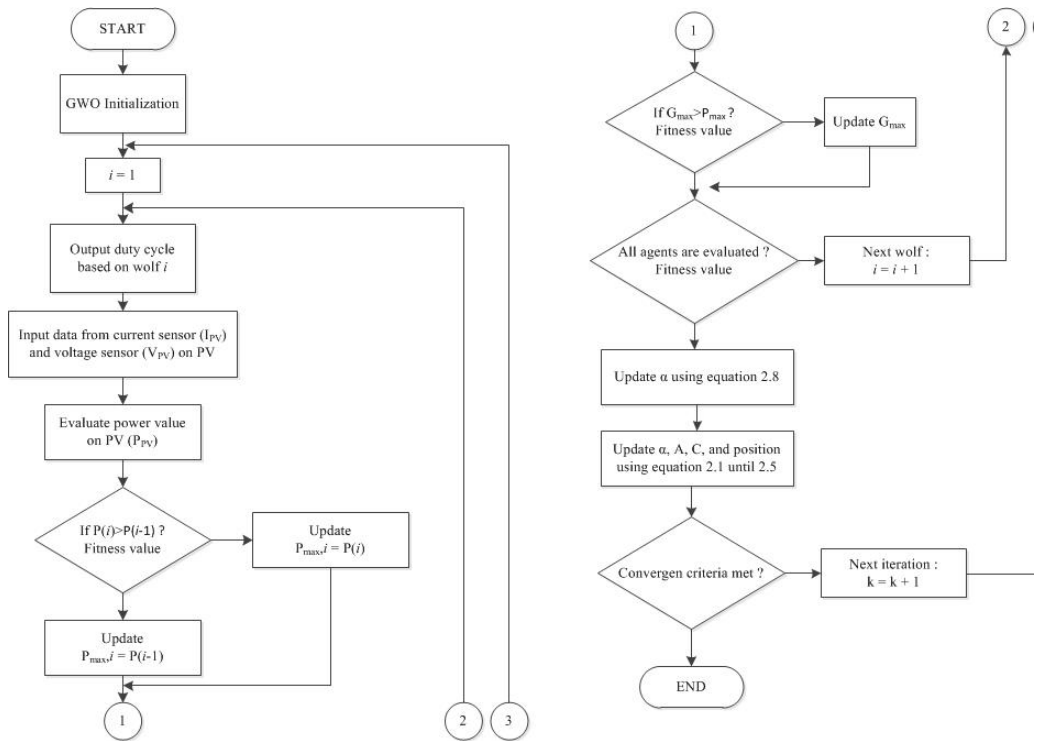 START
GWO Initialization
i = 1
Output duty cycle
based on wolf i
Input data from current sensor (IPV)
and voltage sensor (VPV) on PV
Evaluate power value
on PV (PPV)
If P(i)>P(i-1) ?
Fitness value
Update
Pmax,i = P(i)
Update
Pmax,i = P(i-1)
1
2
3
1
2
If Gmax>Pmax?
Fitness value
Update Gmax
All agents are evaluated ?
Fitness value
Next wolf :
i = i + 1
Update α using equation 2.8
Update α, A, C, and position
using equation 2.1 until 2.5
Convergen criteria met ?
Next iteration :
k = k + 1
END